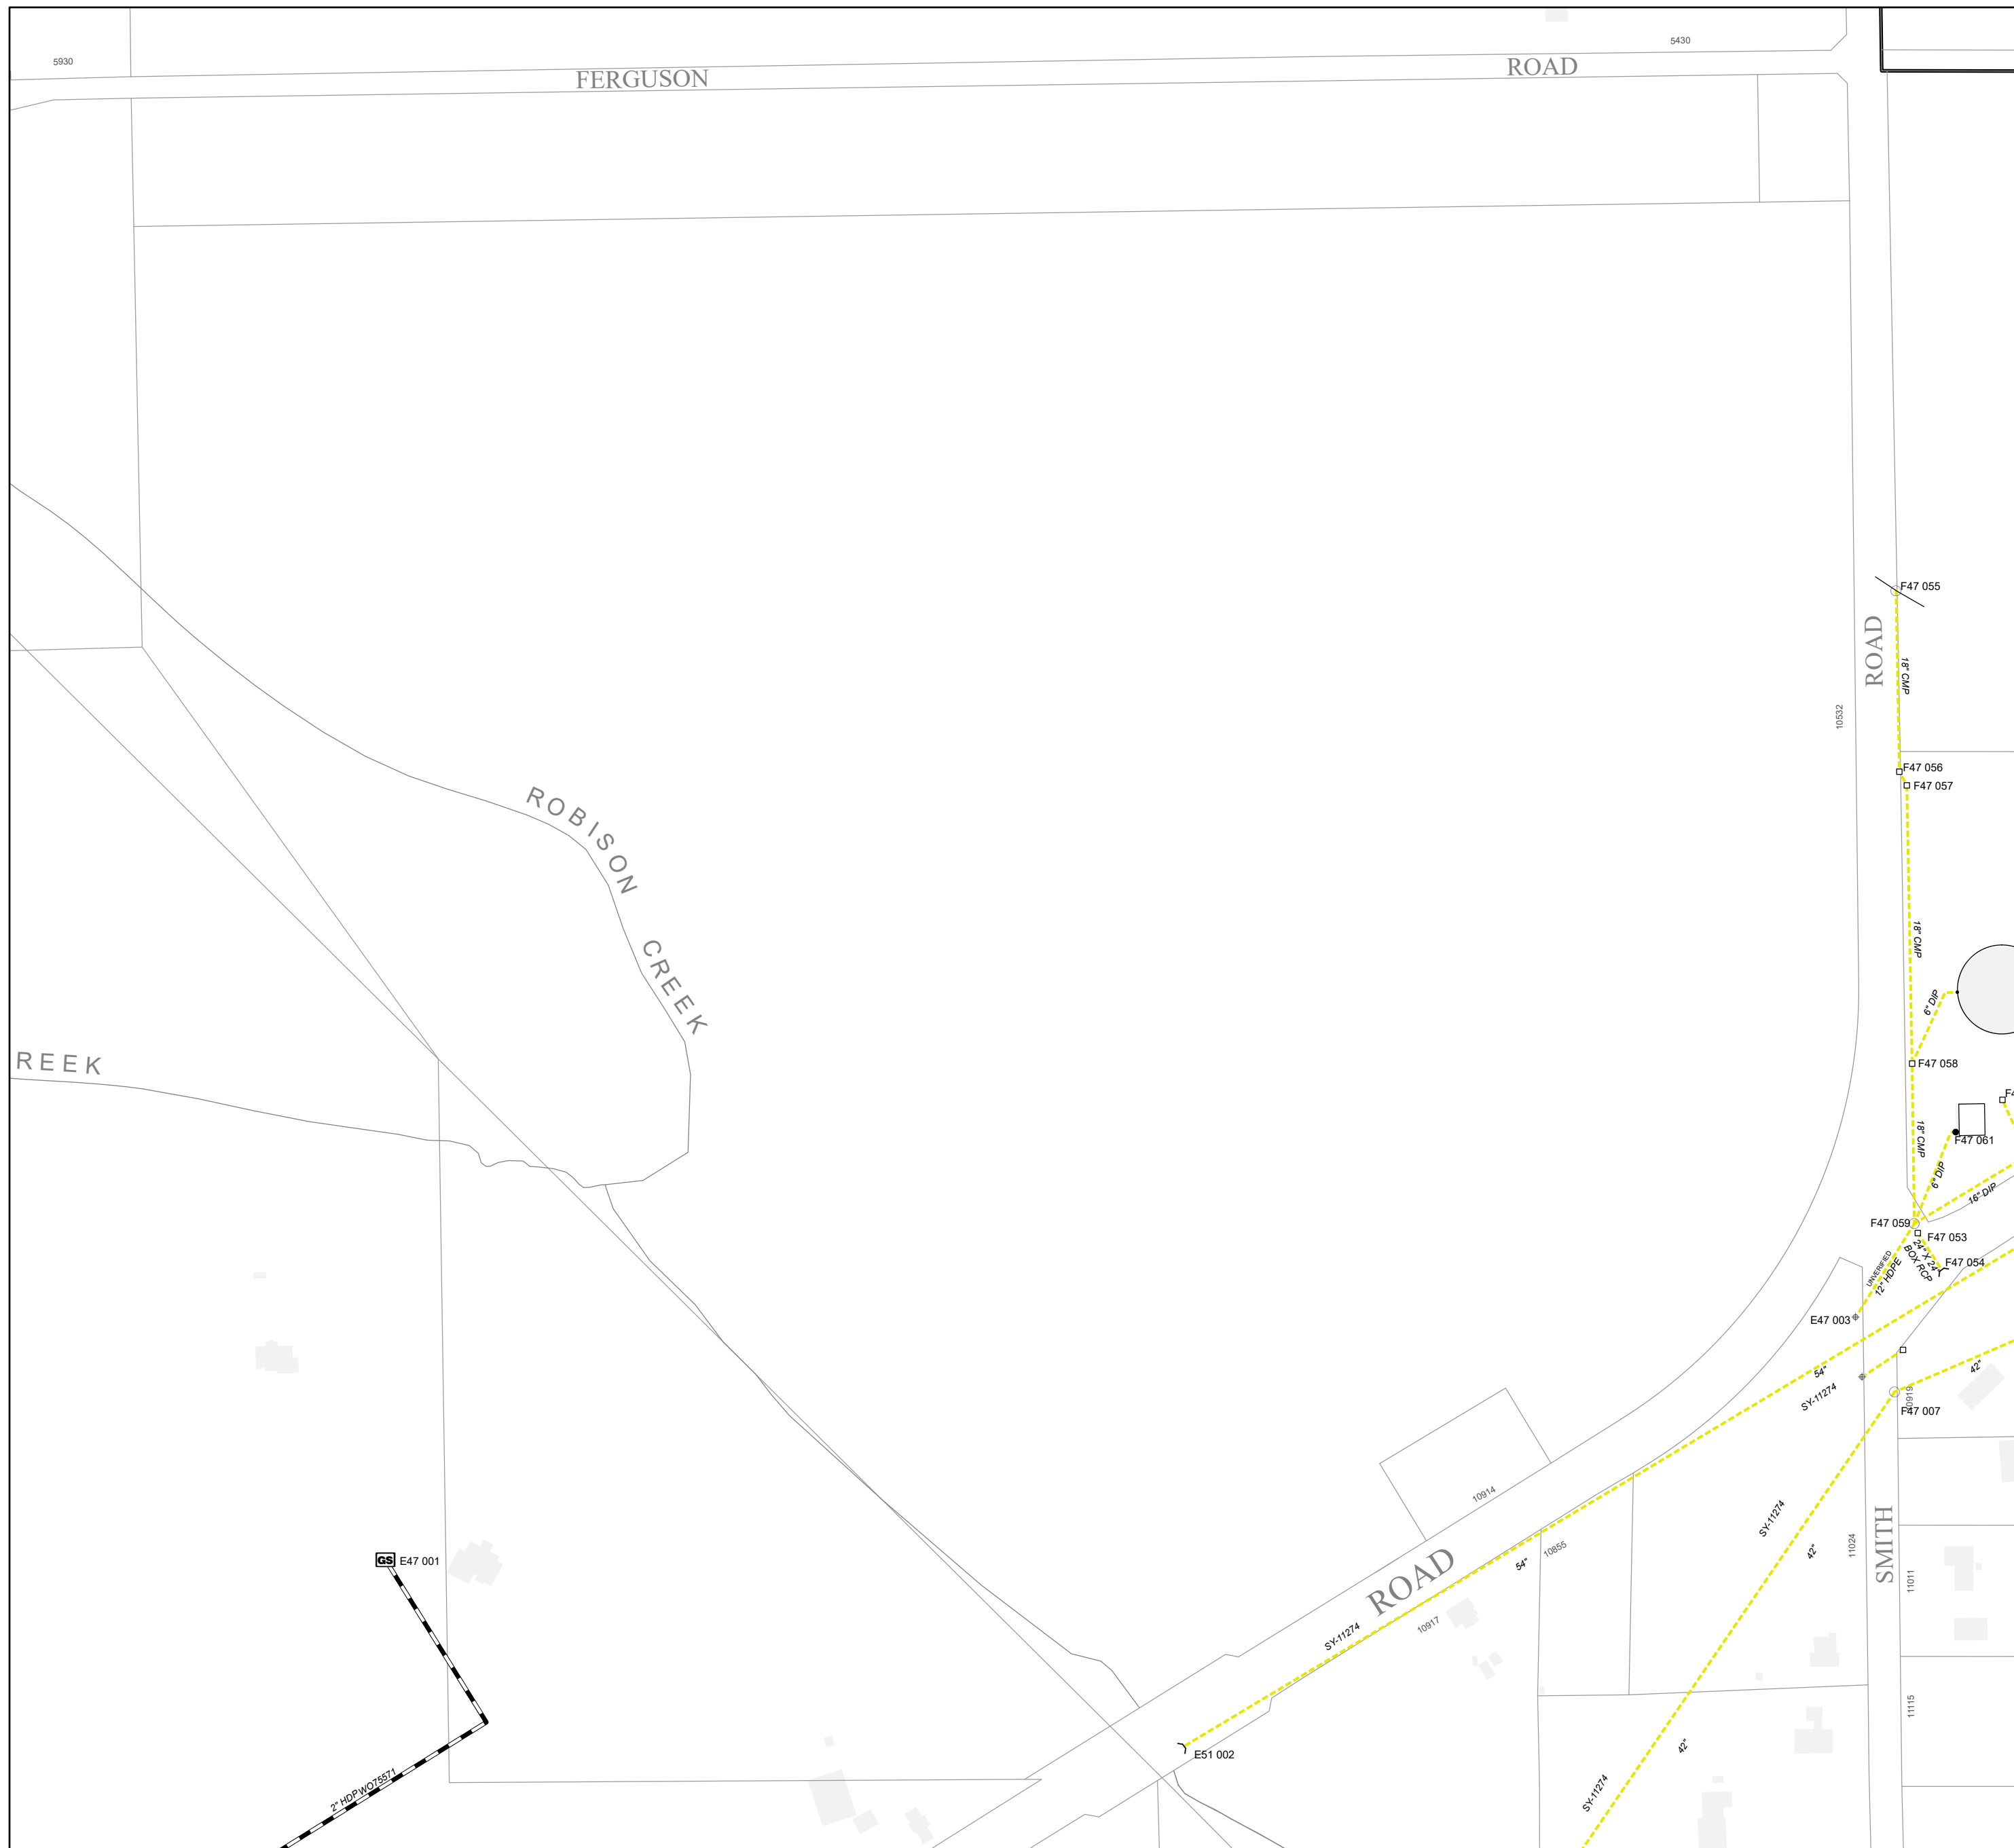 5930
FERGUSON
ROAD
5430
F47 055
ROAD
18" CMP
10532
F47 056
F47 057
ROBISON
CREEK
18" CMP
6" DIP
REEK
F47 058
18" CMP
F47 061
6" DIP
16" DIP
F47 059
F47 053
24" X 24"
BOX RCP
F47 054
UNVERIFIED
12" HDPE
E47 003
54"
SY-11274
42"
10919
F47 007
10914
SY-11274
42"
11024
SMITH
11011
ROAD
54"
10855
GS E47 001
SY-11274
10917
11115
42"
E51 002
SY-11274
2" HDP WO75571